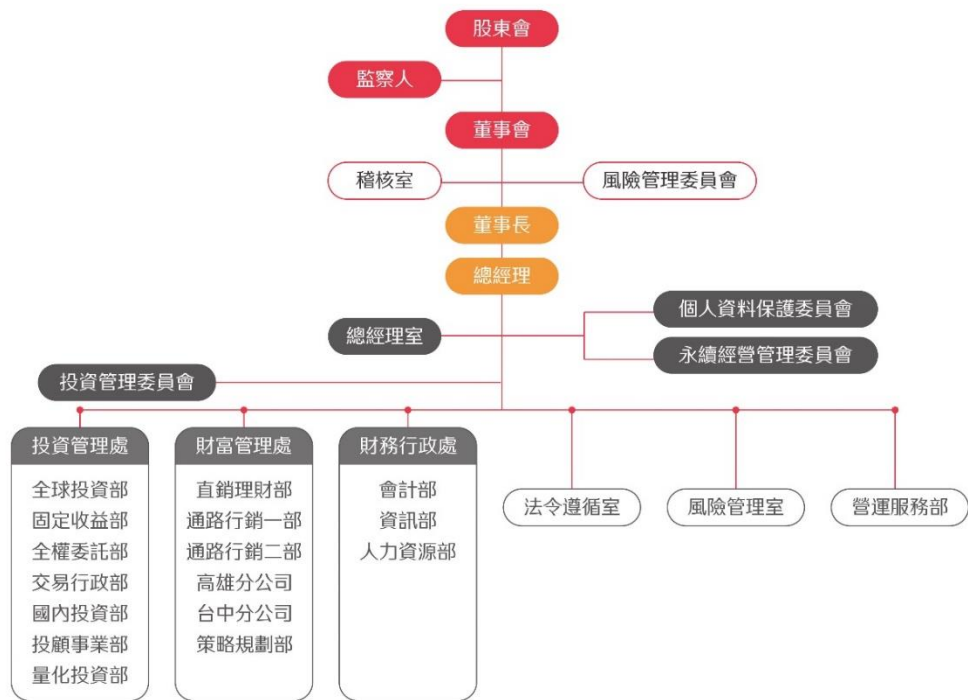 股東會
監察人
董事會
稽核室
風險管理委員會
董事長
總經理
個人資料保護委員會
總經理室
永續經營管理委員會
投資管理委員會
投資管理處
全球投資部
固定收益部
全權委託部
交易行政部
國內投資部
投顧事業部
量化投資部
財富管理處
直銷理財部
通路行銷一部
通路行銷二部
高雄分公司
台中分公司
策略規劃部
財務行政處
會計部
資訊部
人力資源部
法令遵循室
風險管理室
營運服務部